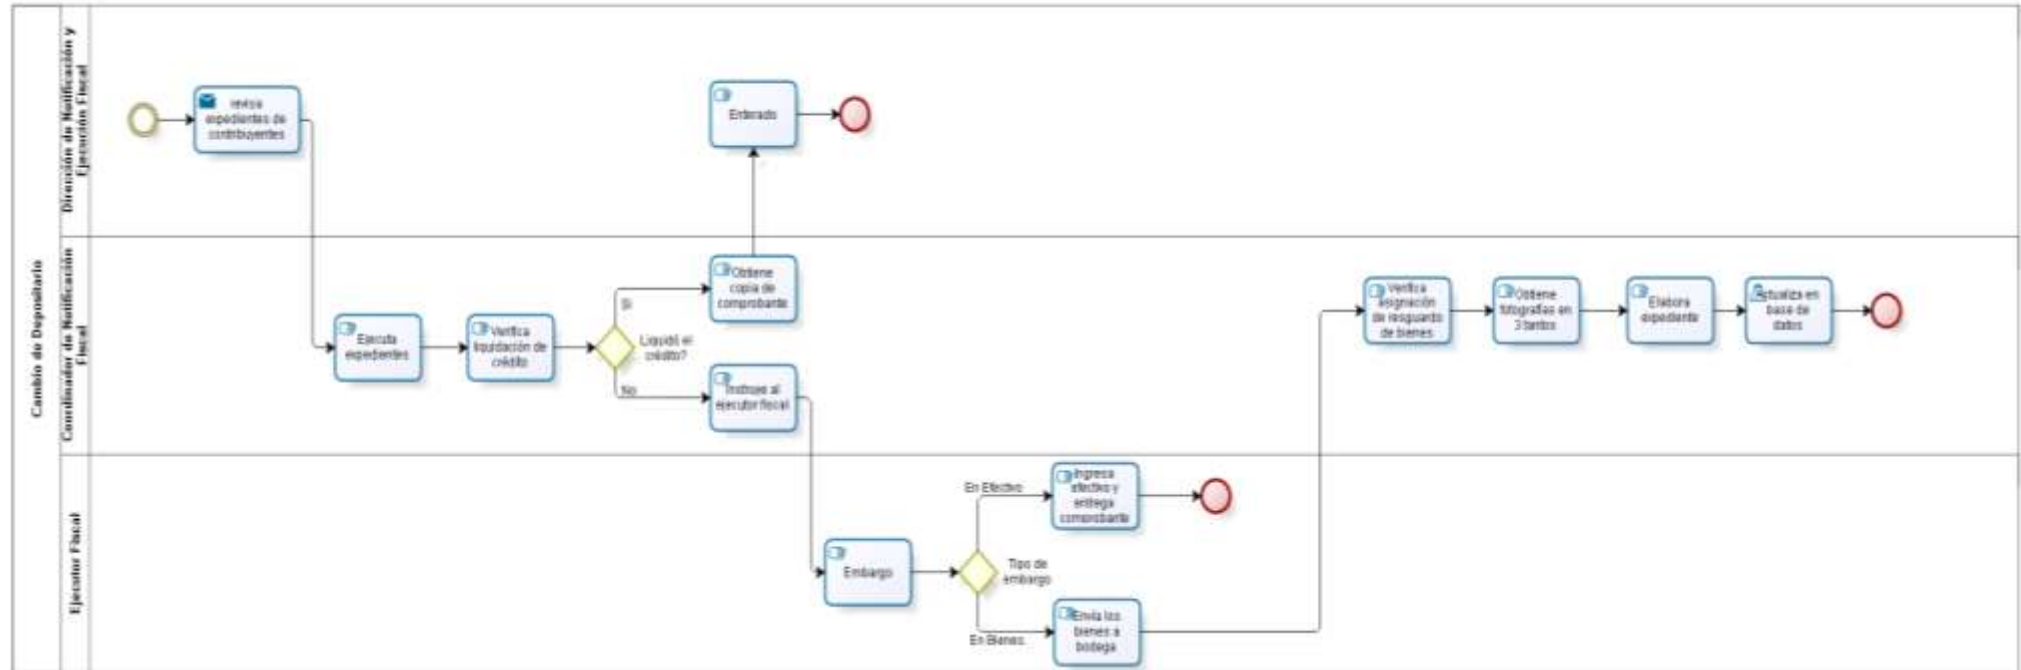 Cambio de Depositario
Dirección de Notificación y
Ejecución Fiscal
revisa
expedientes de
contribuyentes
Enterado
Coordinador de Notificación
Fiscal
Ejecuta
expedientes
Verifica
liquidación de
crédito
Si
Liquidó el
crédito?
No
Obtiene
copia de
comprobante
Instruye al
ejecutor fiscal
Verifica
asignación
de resguardo
de bienes
Obtiene
fotografías en
3 tantos
Elabora
expediente
Actualiza en
base de
datos
Ejecutor Fiscal
Embargo
En Efectivo
Tipo de
embargo
En Bienes
Ingresa
efectivo y
entrega
comprobante
Envía los
bienes a
bodega